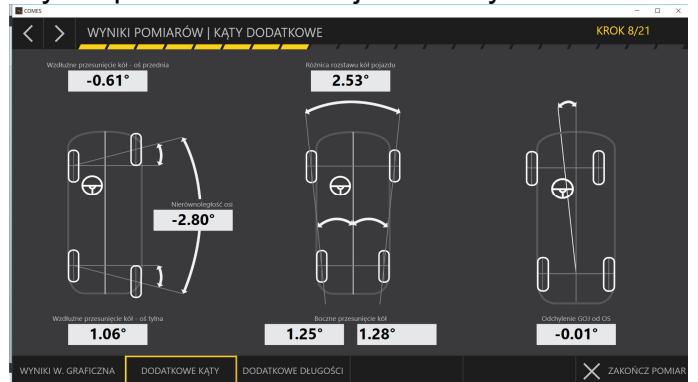 COMES
WYNIKI POMIARÓW | KĄTY DODATKOWE
KROK 8/21
Wzdłużne przesunięcie kół - oś przednia
-0.61°
Różnica rozstawu kół pojazdu
2.53°
Nierównoległość osi
-2.80°
Wzdłużne przesunięcie kół - oś tylna
1.06°
Boczne przesunięcie kół
1.25° 1.28°
Odchylenie GOJ od OS
-0.01°
WYNIKI W. GRAFICZNA
DODATKOWE KĄTY
DODATKOWE DŁUGOŚCI
ZAKOŃCZ POMIAR